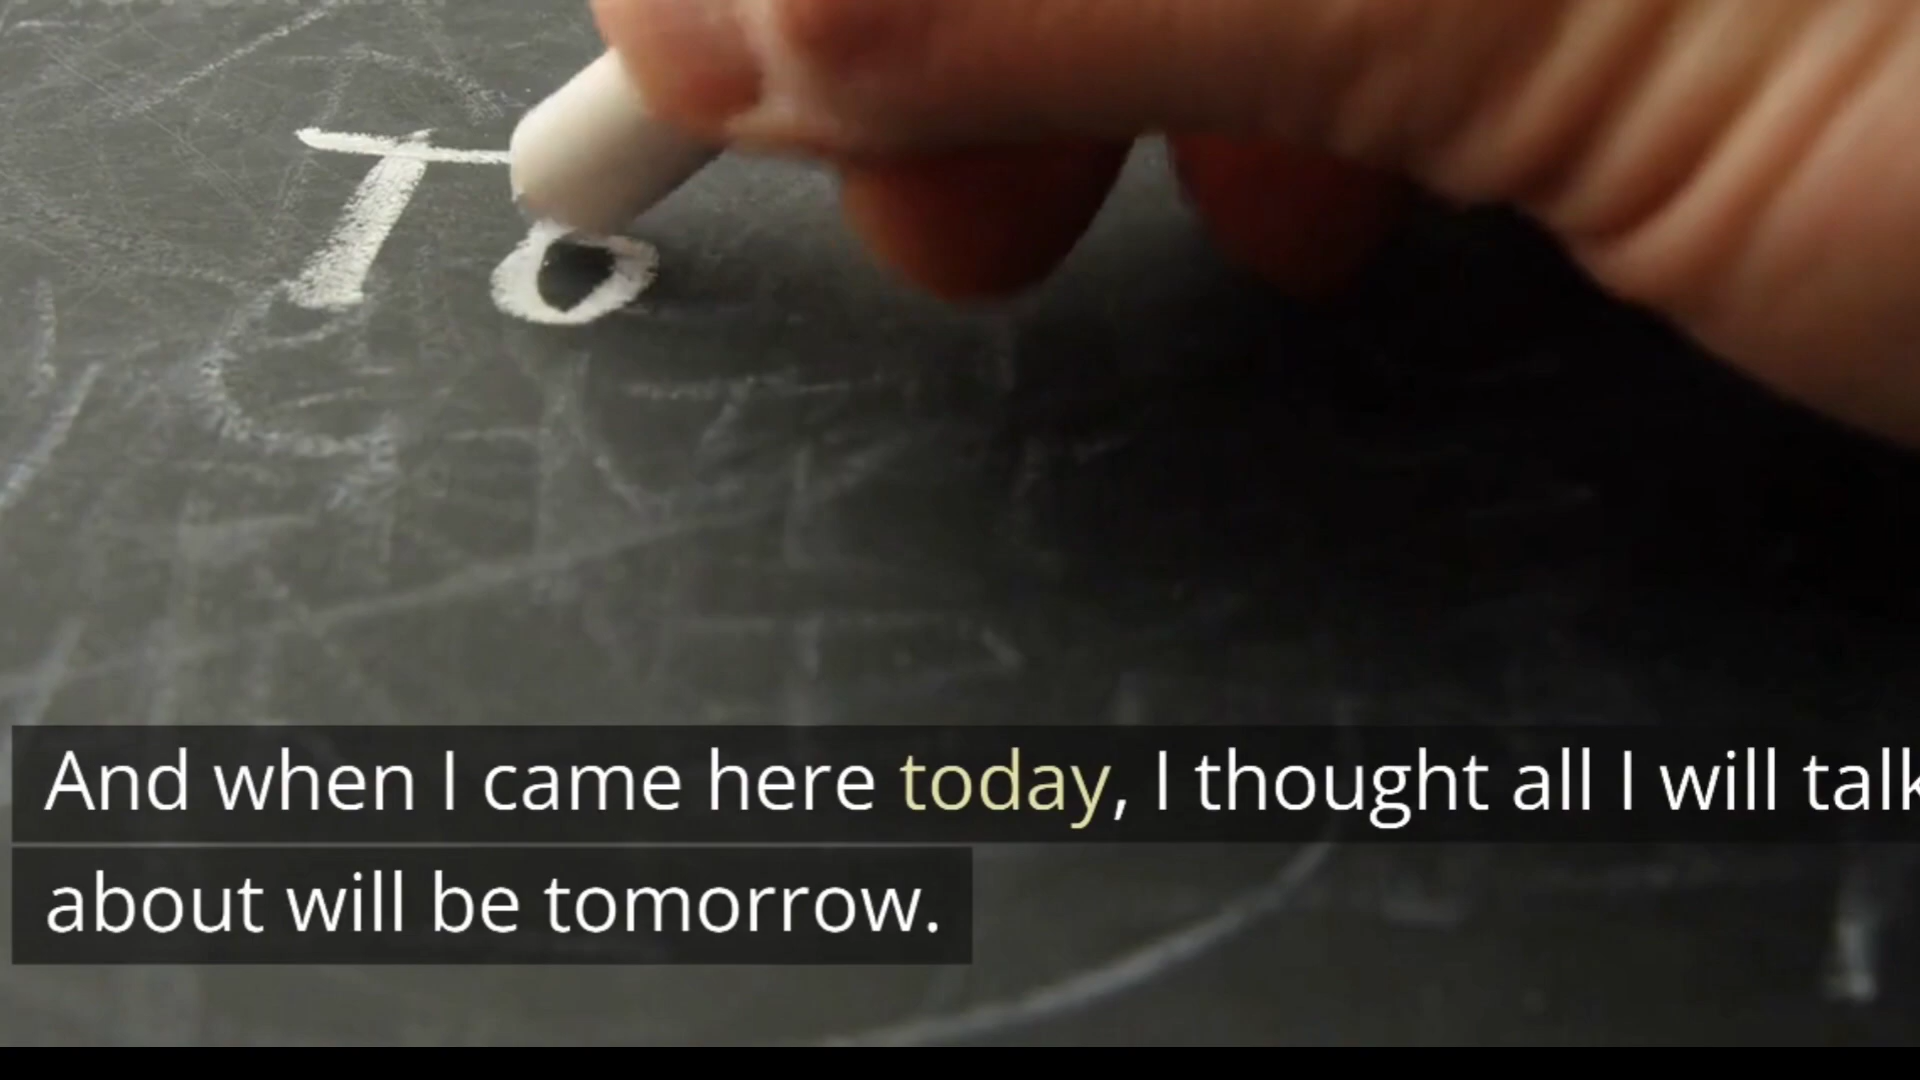 To
And when I came here today, I thought all I will talk
about will be tomorrow.